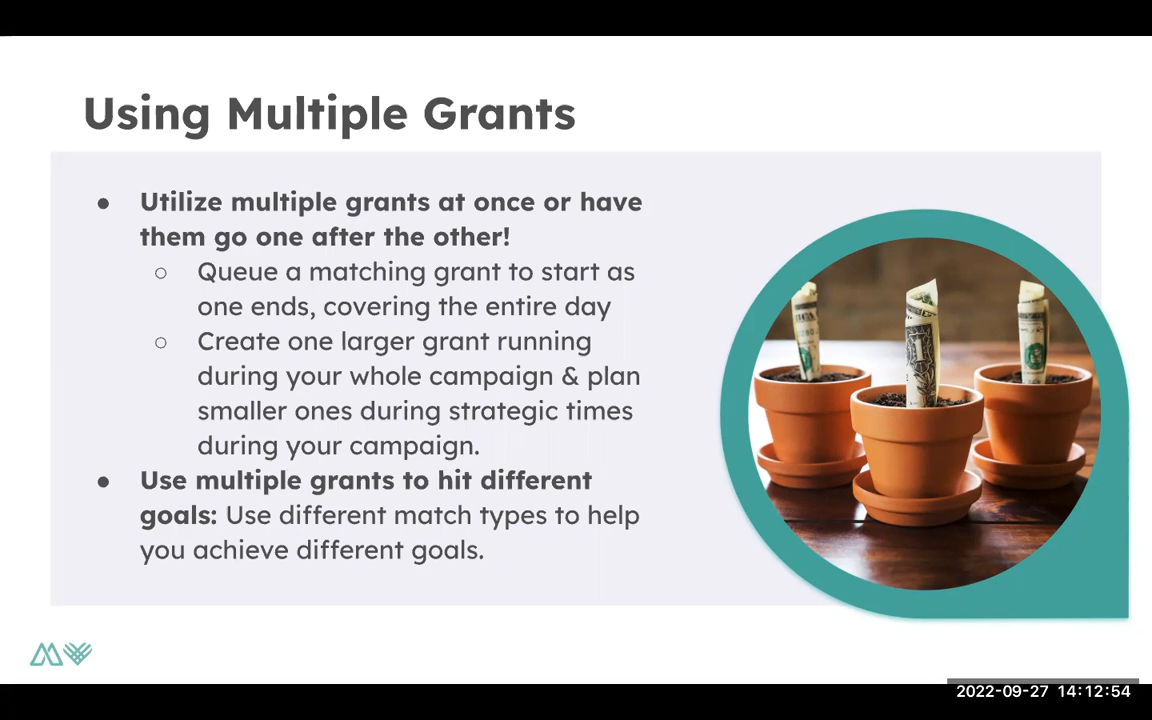 Using Multiple Grants
● Utilize multiple grants at once or have
them go one after the other!
○ Queue a matching grant to start as
one ends, covering the entire day
○ Create one larger grant running
during your whole campaign & plan
smaller ones during strategic times
during your campaign.
● Use multiple grants to hit different
goals: Use different match types to help
you achieve different goals.
2022-09-27 14:12:54